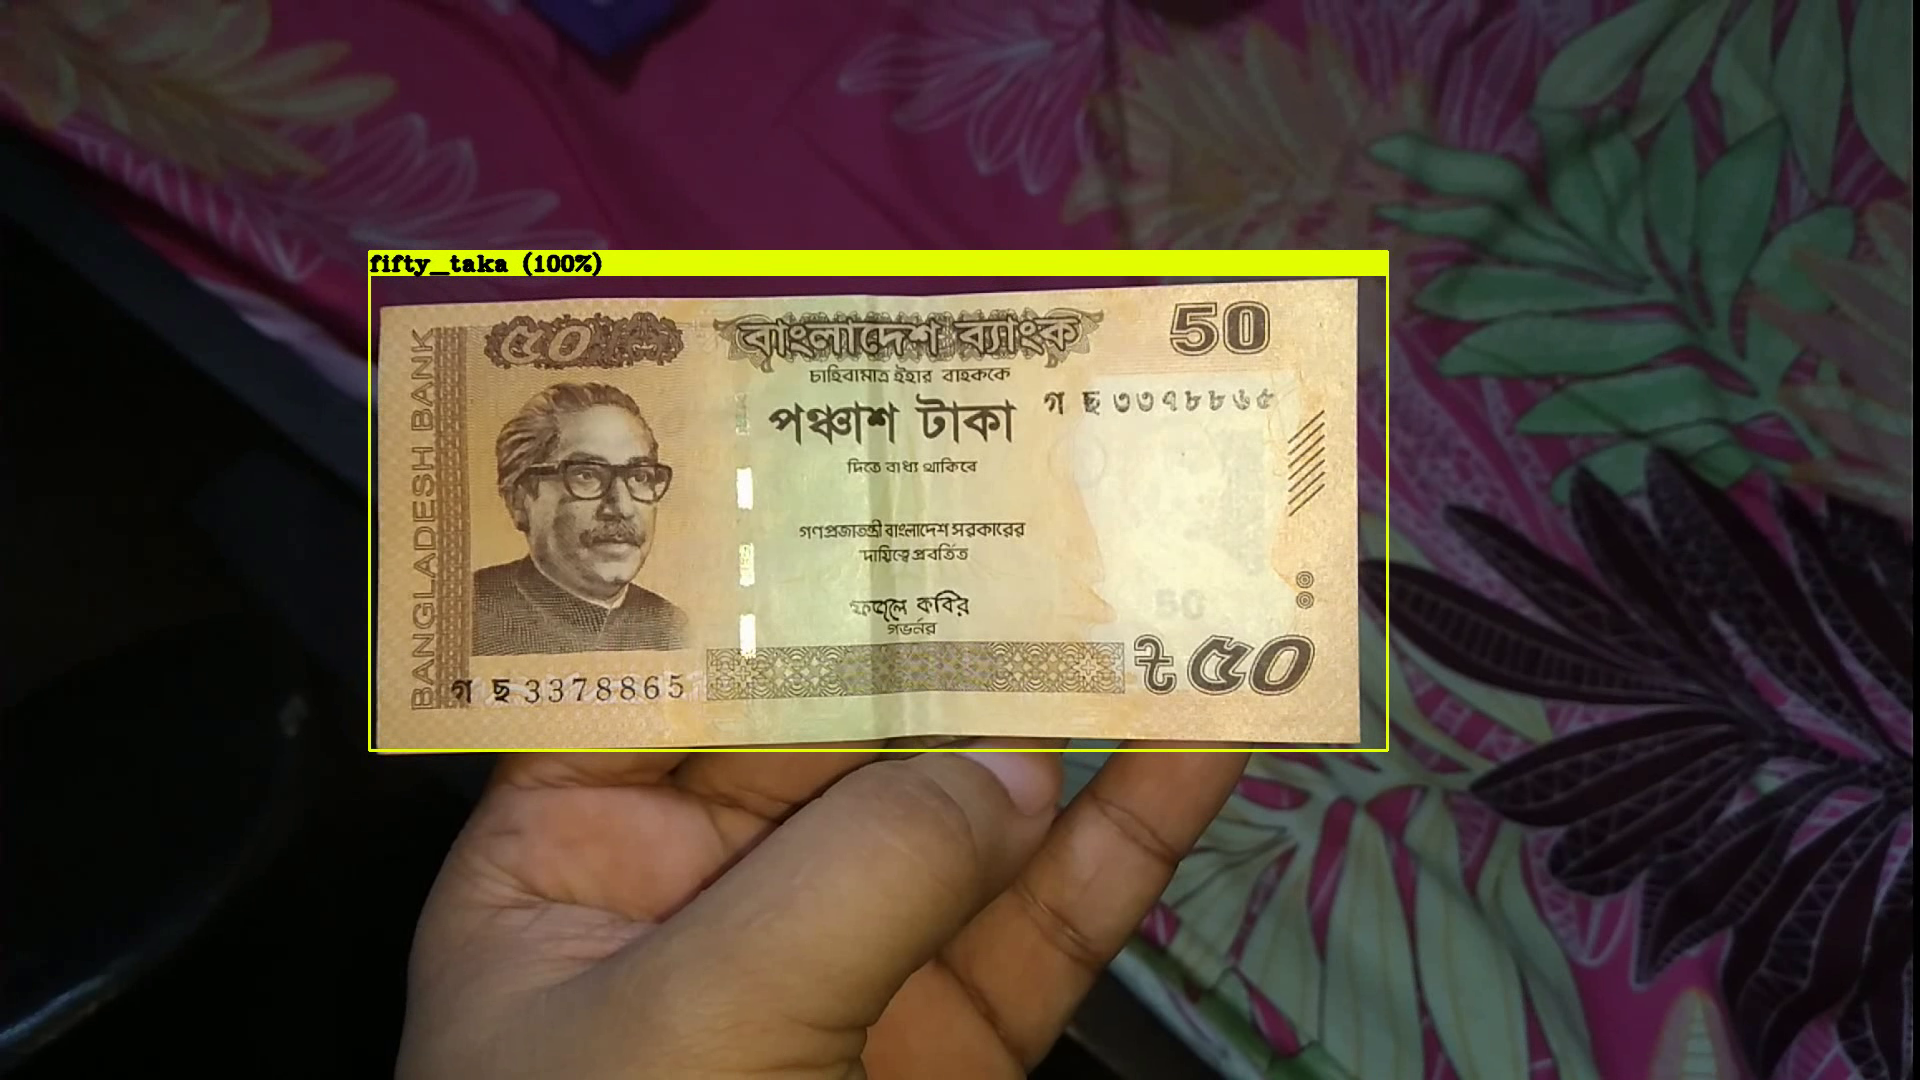 fifty_taka (100%)
BANGLADESH BANK
৫০
বাংলাদেশ ব্যাংক
50
চাহিবামাত্র ইহার বাহককে
পঞ্চাশ টাকা
গ ছ ৩৩৭৮৮৬৫
দিতে বাধ্য থাকিবে
গণপ্রজাতন্ত্রী বাংলাদেশ সরকারের
দায়িত্বে প্রবর্তিত
ফজলে কবির
গভর্নর
50
৳ ৫০
গ ছ 3378865